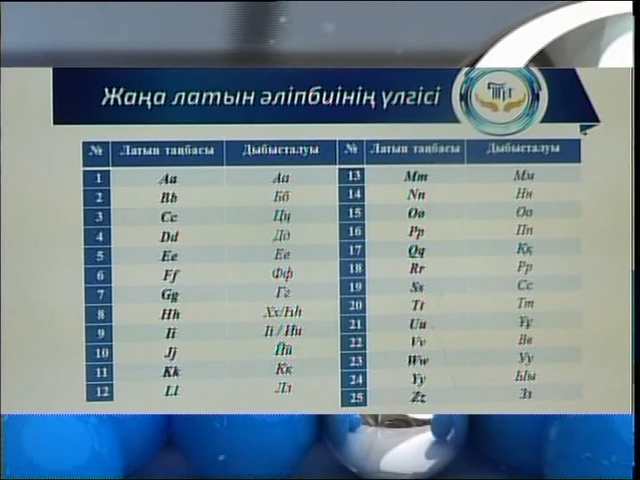 Жаңа латын әліпбиінің үлгісі
№ Латын таңбасы Дыбысталуы № Латын таңбасы Дыбысталуы
1 Aa Аа 13 Mm Мм
2 Bb Бб 14 Nn Нн
3 Cc Цц 15 Oo Оо
4 Dd Дд 16 Pp Пп
5 Ee Ее 17 Qq Ққ
6 Ff Фф 18 Rr Рр
7 Gg Гг 19 Ss Сс
8 Hh Хх/Һһ 20 Tt Тт
9 Ii Іі / Ии 21 Uu Ұұ
10 Jj Йй 22 Vv Вв
11 Kk Кк 23 Ww Уу
12 Ll Лл 24 Yy Ыы
25 Zz Зз